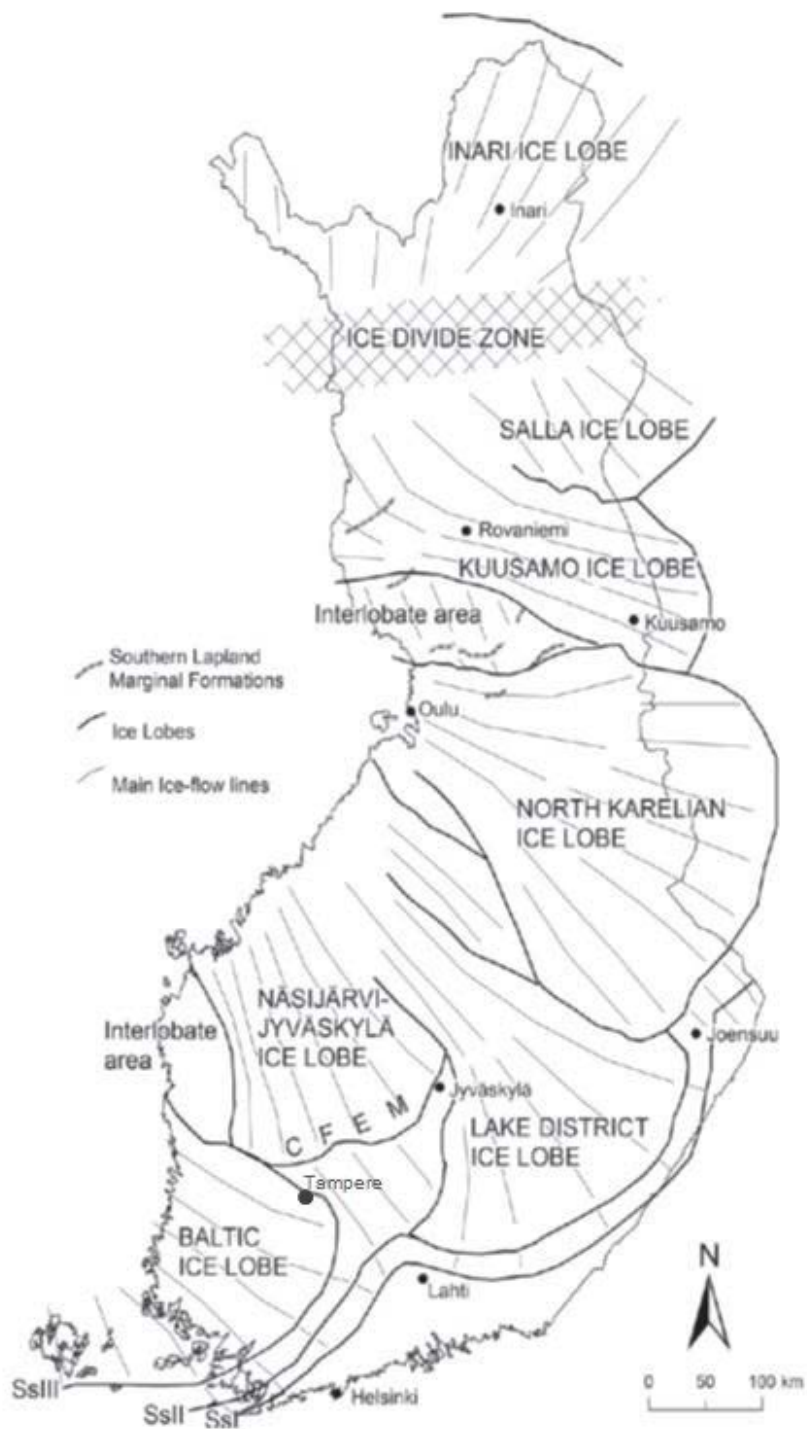 INARI ICE LOBE
Inari
ICE DIVIDE ZONE
SALLA ICE LOBE
Rovaniemi
KUUSAMO ICE LOBE
Interlobate area
Kuusamo
Southern Lapland
Marginal Formations
Ice Lobes
Main Ice-flow lines
Oulu
NORTH KARELIAN
ICE LOBE
NÄSIJÄRVI-
JYVÄSKYLÄ
ICE LOBE
Interlobate
area
Joensuu
Jyväskylä
C F E M
LAKE DISTRICT
ICE LOBE
Tampere
BALTIC
ICE LOBE
Lahti
N
SsIII
SsII
SsI
Helsinki
0 50 100 km